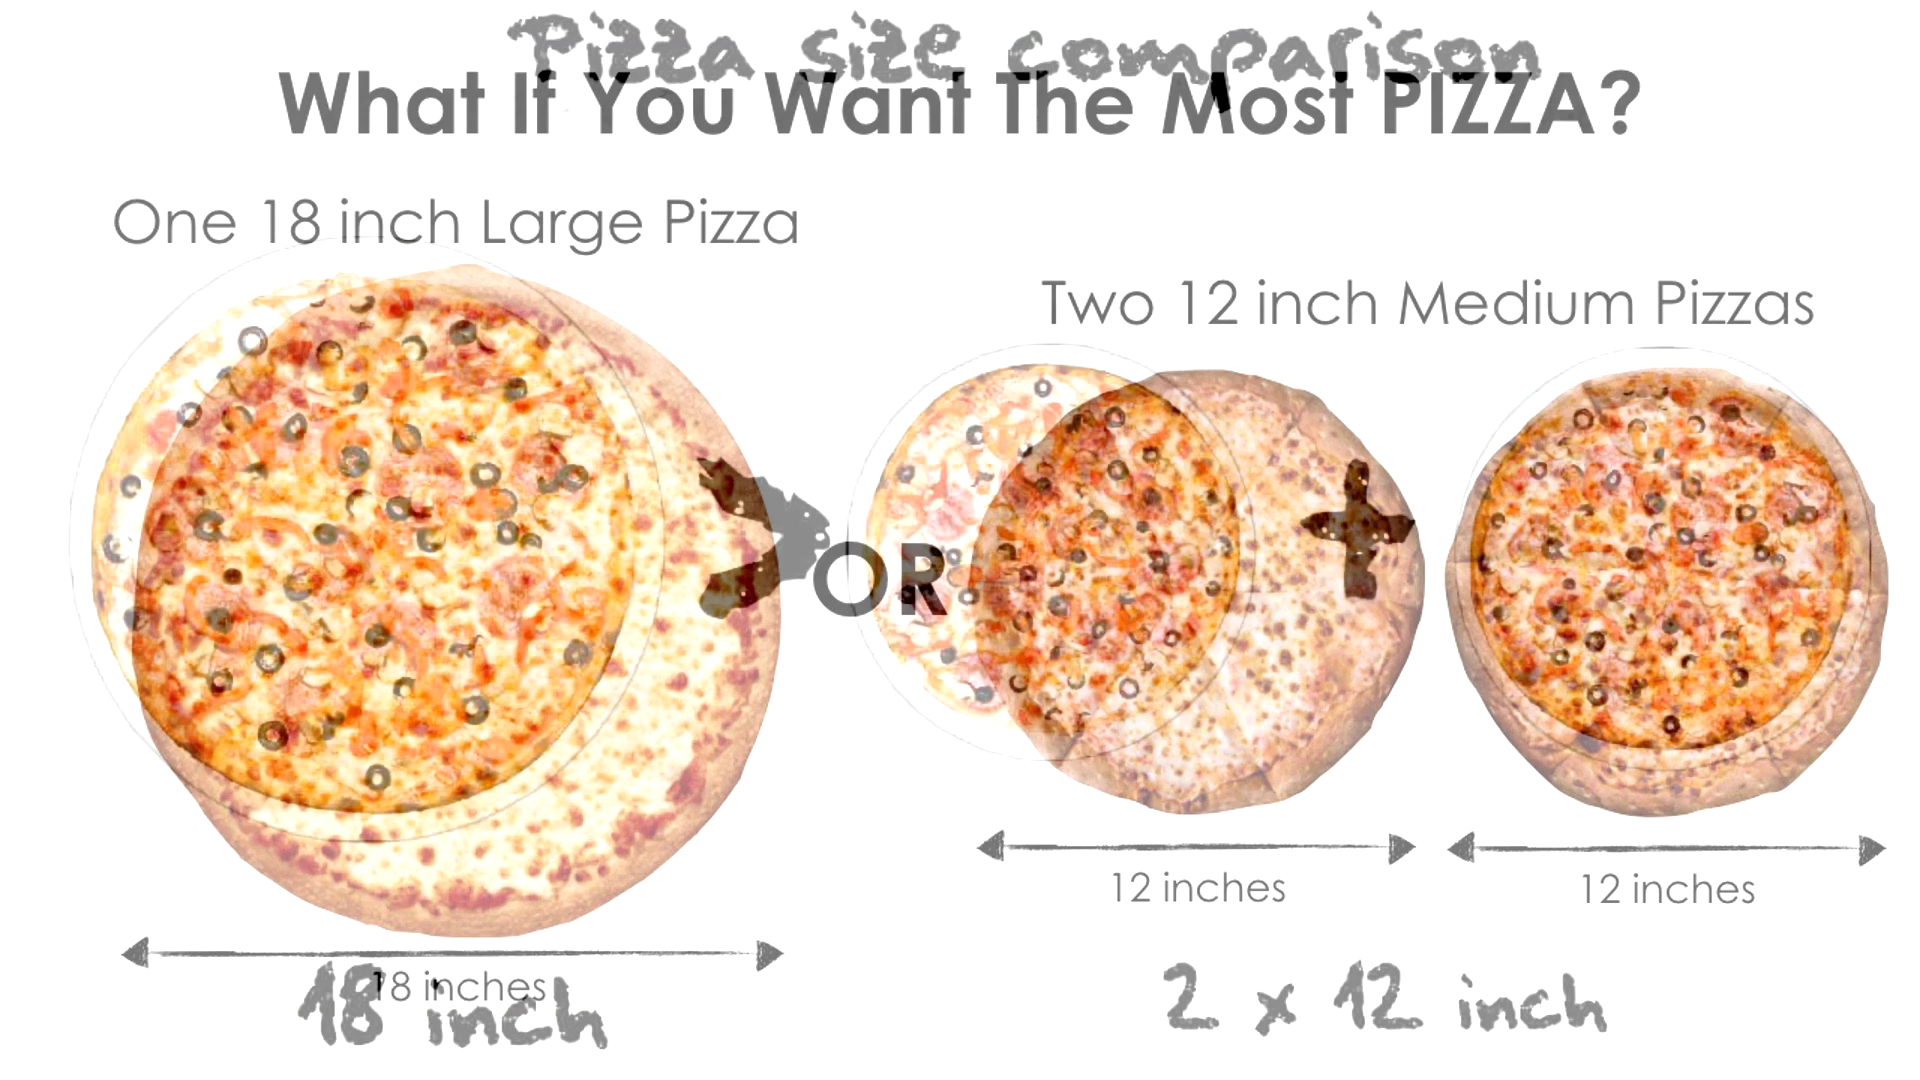 Pizza size comparison
What If You Want The Most PIZZA?
One 18 inch Large Pizza
Two 12 inch Medium Pizzas
> OR
+
12 inches
12 inches
18 inches
18 inch
2 x 12 inch